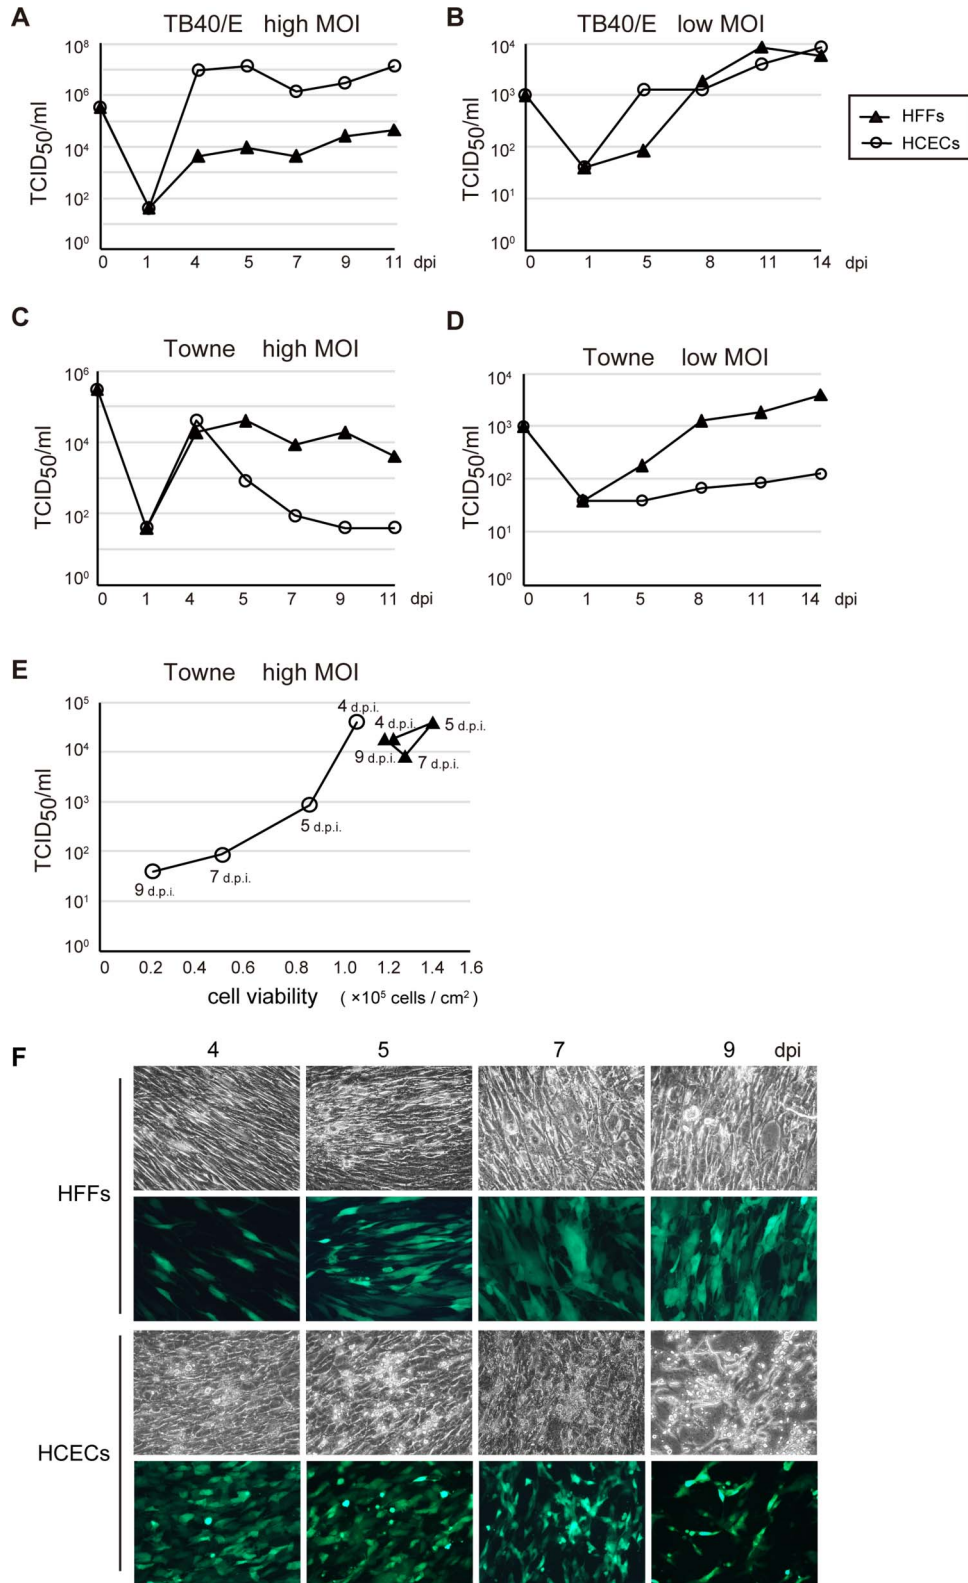 A
TB40/E high MOI
TCID50/ml
10⁸
10⁶
10⁴
10²
10⁰
0 1 4 5 7 9 11 dpi
B
TB40/E low MOI
TCID50/ml
10⁴
10³
10²
10¹
10⁰
0 1 5 8 11 14 dpi
HFFs
HCECs
C
Towne high MOI
TCID50/ml
10⁶
10⁴
10²
10⁰
0 1 4 5 7 9 11 dpi
D
Towne low MOI
TCID50/ml
10⁴
10³
10²
10¹
10⁰
0 1 5 8 11 14 dpi
E
Towne high MOI
TCID50/ml
10⁵
10⁴
10³
10²
10¹
10⁰
4 d.p.i.
4 d.p.i.
5 d.p.i.
9 d.p.i.
7 d.p.i.
5 d.p.i.
7 d.p.i.
9 d.p.i.
0 0.2 0.4 0.6 0.8 1.0 1.2 1.4 1.6
cell viability ( ×10⁵ cells / cm² )
F
4 5 7 9 dpi
HFFs
HCECs